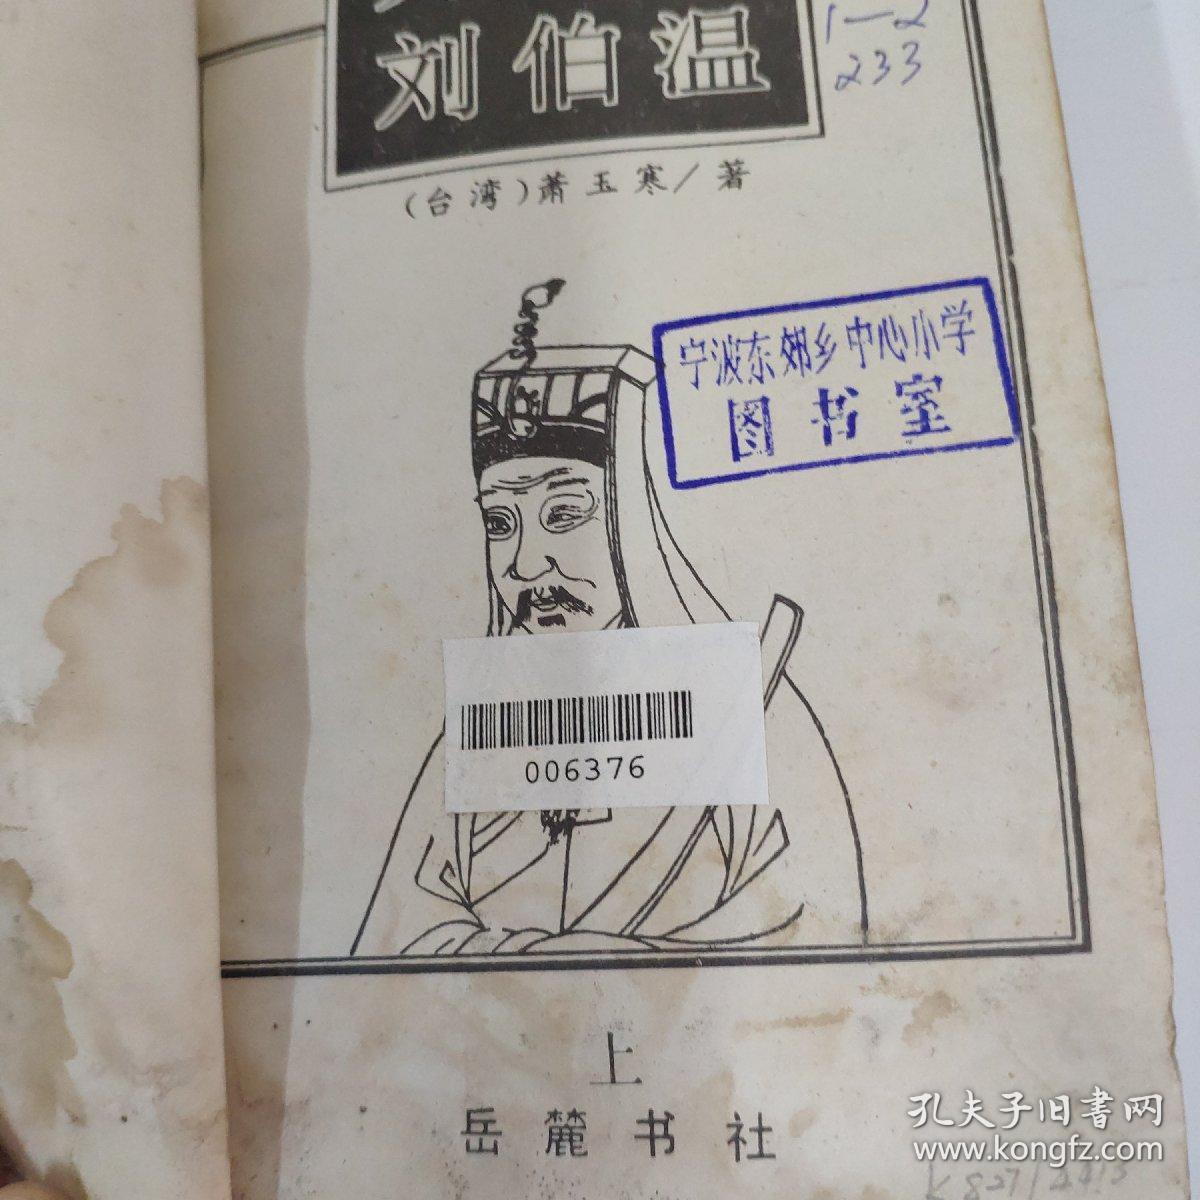 刘伯温
1—2
233
(台湾)萧玉寒/著
宁波东郊乡中心小学
图书室
006376
上
岳麓书社
孔夫子旧书网
www.kongfz.com